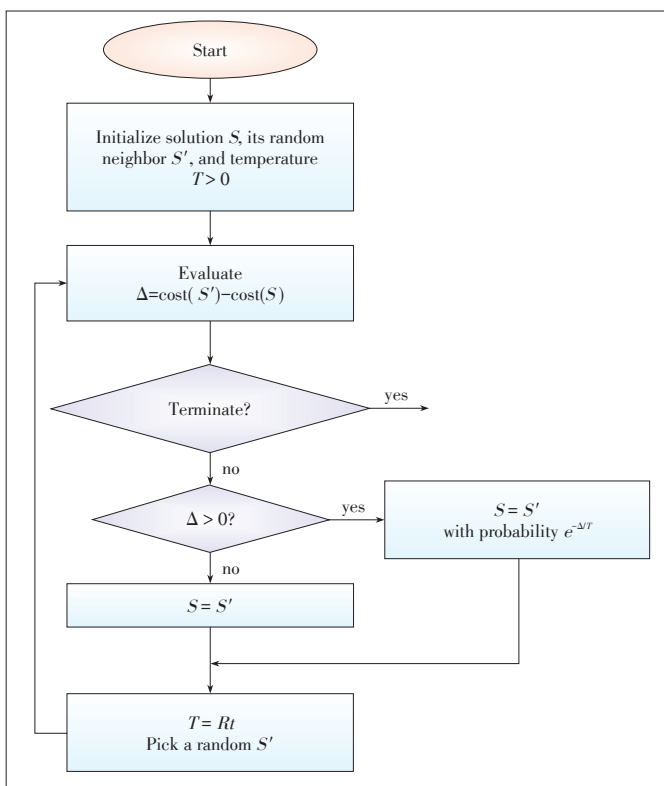 Start
Initialize solution S, its random
neighbor S′, and temperature
T > 0
Evaluate
Δ=cost( S′)−cost(S)
Terminate?
yes
no
Δ > 0?
yes
S = S′
with probability e^{−Δ/T}
no
S = S′
T = Rt
Pick a random S′